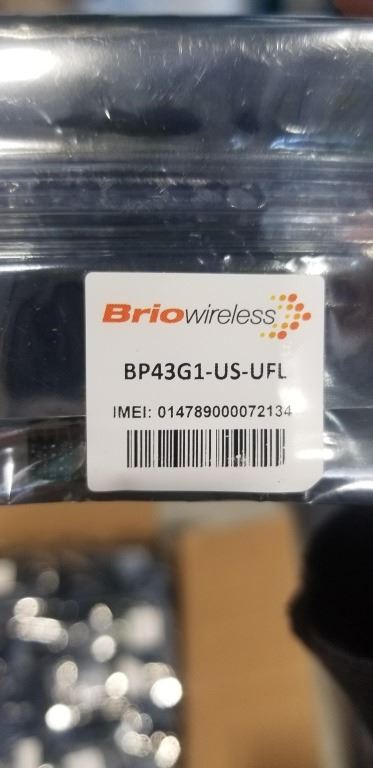 Briowireless
BP43G1-US-UFL
IMEI: 014789000072134